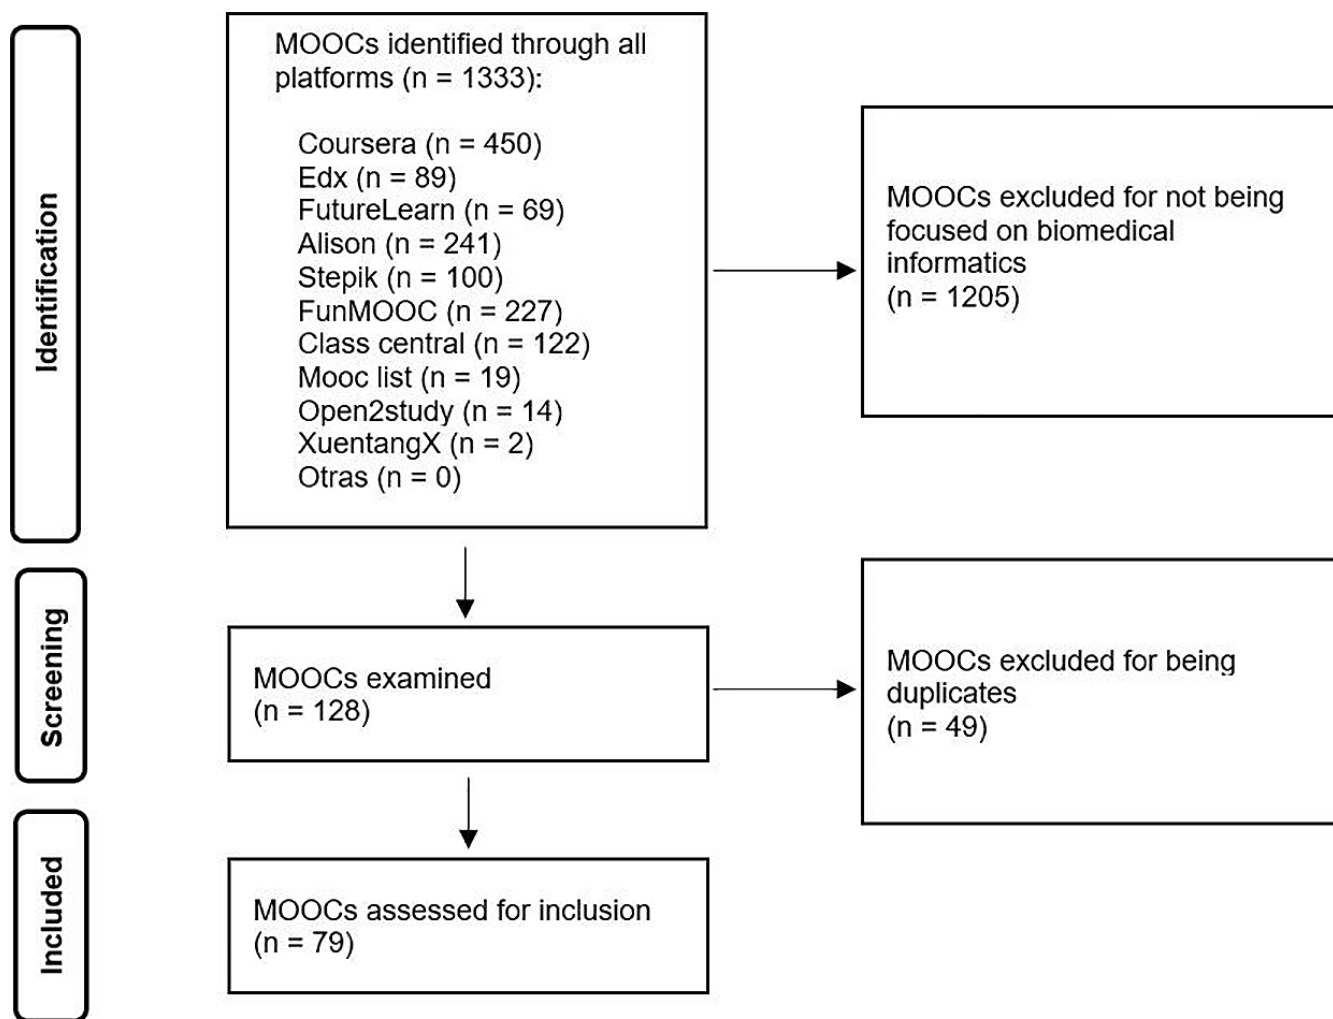 Identification
MOOCs identified through all
platforms (n = 1333):
Coursera (n = 450)
Edx (n = 89)
FutureLearn (n = 69)
Alison (n = 241)
Stepik (n = 100)
FunMOOC (n = 227)
Class central (n = 122)
Mooc list (n = 19)
Open2study (n = 14)
XuentangX (n = 2)
Otras (n = 0)
MOOCs excluded for not being
focused on biomedical
informatics
(n = 1205)
Screening
MOOCs examined
(n = 128)
MOOCs excluded for being
duplicates
(n = 49)
Included
MOOCs assessed for inclusion
(n = 79)